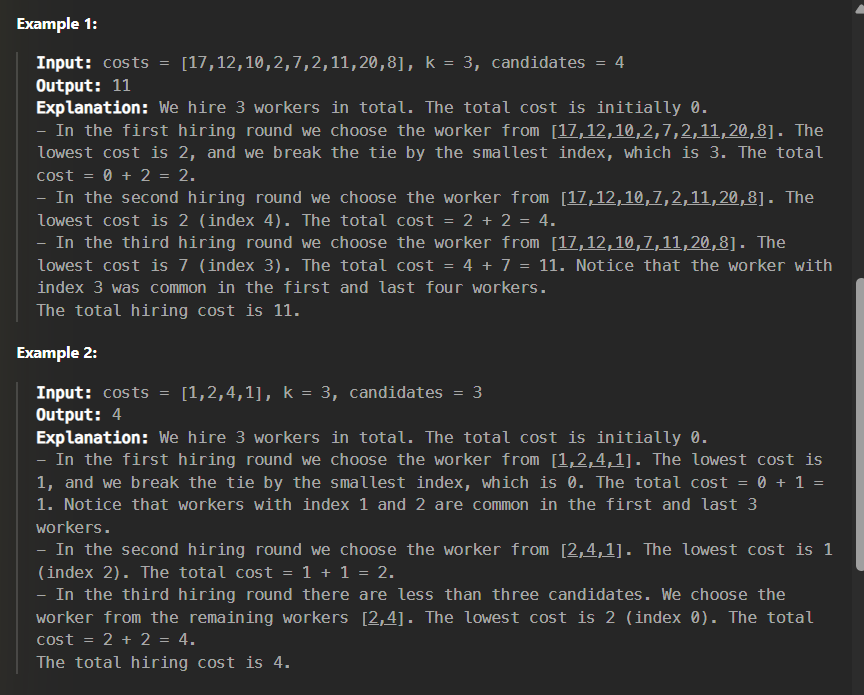 Example 1:
Input: costs = [17,12,10,2,7,2,11,20,8], k = 3, candidates = 4
Output: 11
Explanation: We hire 3 workers in total. The total cost is initially 0.
- In the first hiring round we choose the worker from [17,12,10,2,7,2,11,20,8]. The
lowest cost is 2, and we break the tie by the smallest index, which is 3. The total
cost = 0 + 2 = 2.
- In the second hiring round we choose the worker from [17,12,10,7,2,11,20,8]. The
lowest cost is 2 (index 4). The total cost = 2 + 2 = 4.
- In the third hiring round we choose the worker from [17,12,10,7,11,20,8]. The
lowest cost is 7 (index 3). The total cost = 4 + 7 = 11. Notice that the worker with
index 3 was common in the first and last four workers.
The total hiring cost is 11.
Example 2:
Input: costs = [1,2,4,1], k = 3, candidates = 3
Output: 4
Explanation: We hire 3 workers in total. The total cost is initially 0.
- In the first hiring round we choose the worker from [1,2,4,1]. The lowest cost is
1, and we break the tie by the smallest index, which is 0. The total cost = 0 + 1 =
1. Notice that workers with index 1 and 2 are common in the first and last 3
workers.
- In the second hiring round we choose the worker from [2,4,1]. The lowest cost is 1
(index 2). The total cost = 1 + 1 = 2.
- In the third hiring round there are less than three candidates. We choose the
worker from the remaining workers [2,4]. The lowest cost is 2 (index 0). The total
cost = 2 + 2 = 4.
The total hiring cost is 4.